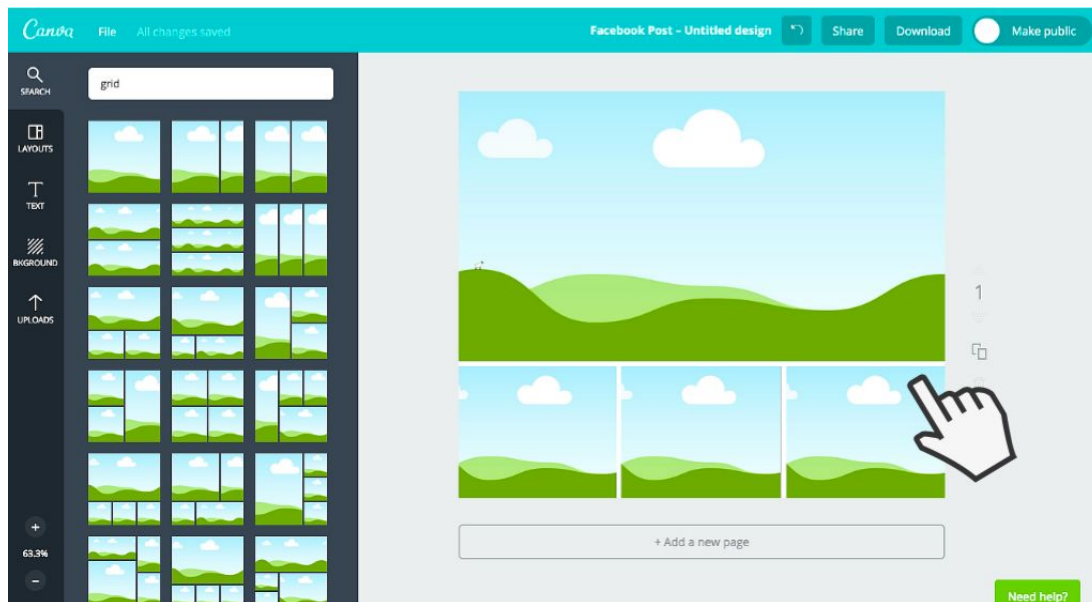 Canva File All changes saved Facebook Post – Untitled design Share Download Make public
SEARCH
grid
LAYOUTS
TEXT
BKGROUND
UPLOADS
1
+
63.3%
–
+ Add a new page
Need help?